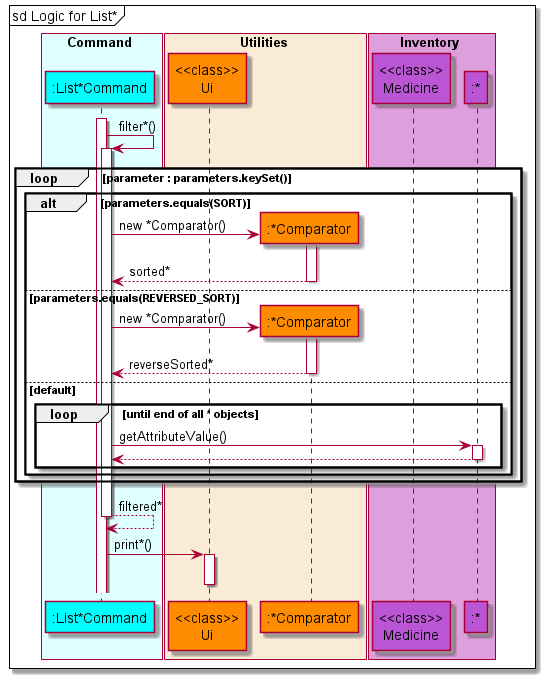 sd Logic for List*
Command
Utilities
Inventory
:List*Command
<<class>>
Ui
<<class>>
Medicine
:*
filter*()
loop
[parameter : parameters.keySet()]
alt
[parameters.equals(SORT)]
new *Comparator()
:*Comparator
sorted*
[parameters.equals(REVERSED_SORT)]
new *Comparator()
:*Comparator
reverseSorted*
[default]
loop
[until end of all * objects]
getAttributeValue()
filtered*
print*()
:List*Command
<<class>>
Ui
:*Comparator
<<class>>
Medicine
:*